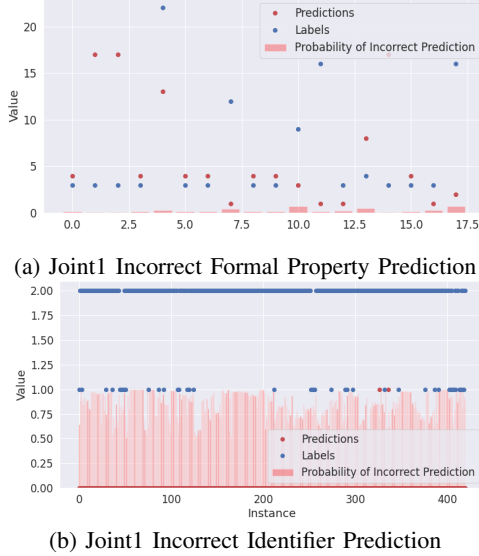 Predictions
Labels
Probability of Incorrect Prediction
Value
20
15
10
5
0
0.0 2.5 5.0 7.5 10.0 12.5 15.0 17.5
(a) Joint1 Incorrect Formal Property Prediction
2.00
1.75
1.50
1.25
1.00
0.75
0.50
0.25
0.00
Value
Predictions
Labels
Probability of Incorrect Prediction
0 100 200 300 400
Instance
(b) Joint1 Incorrect Identifier Prediction